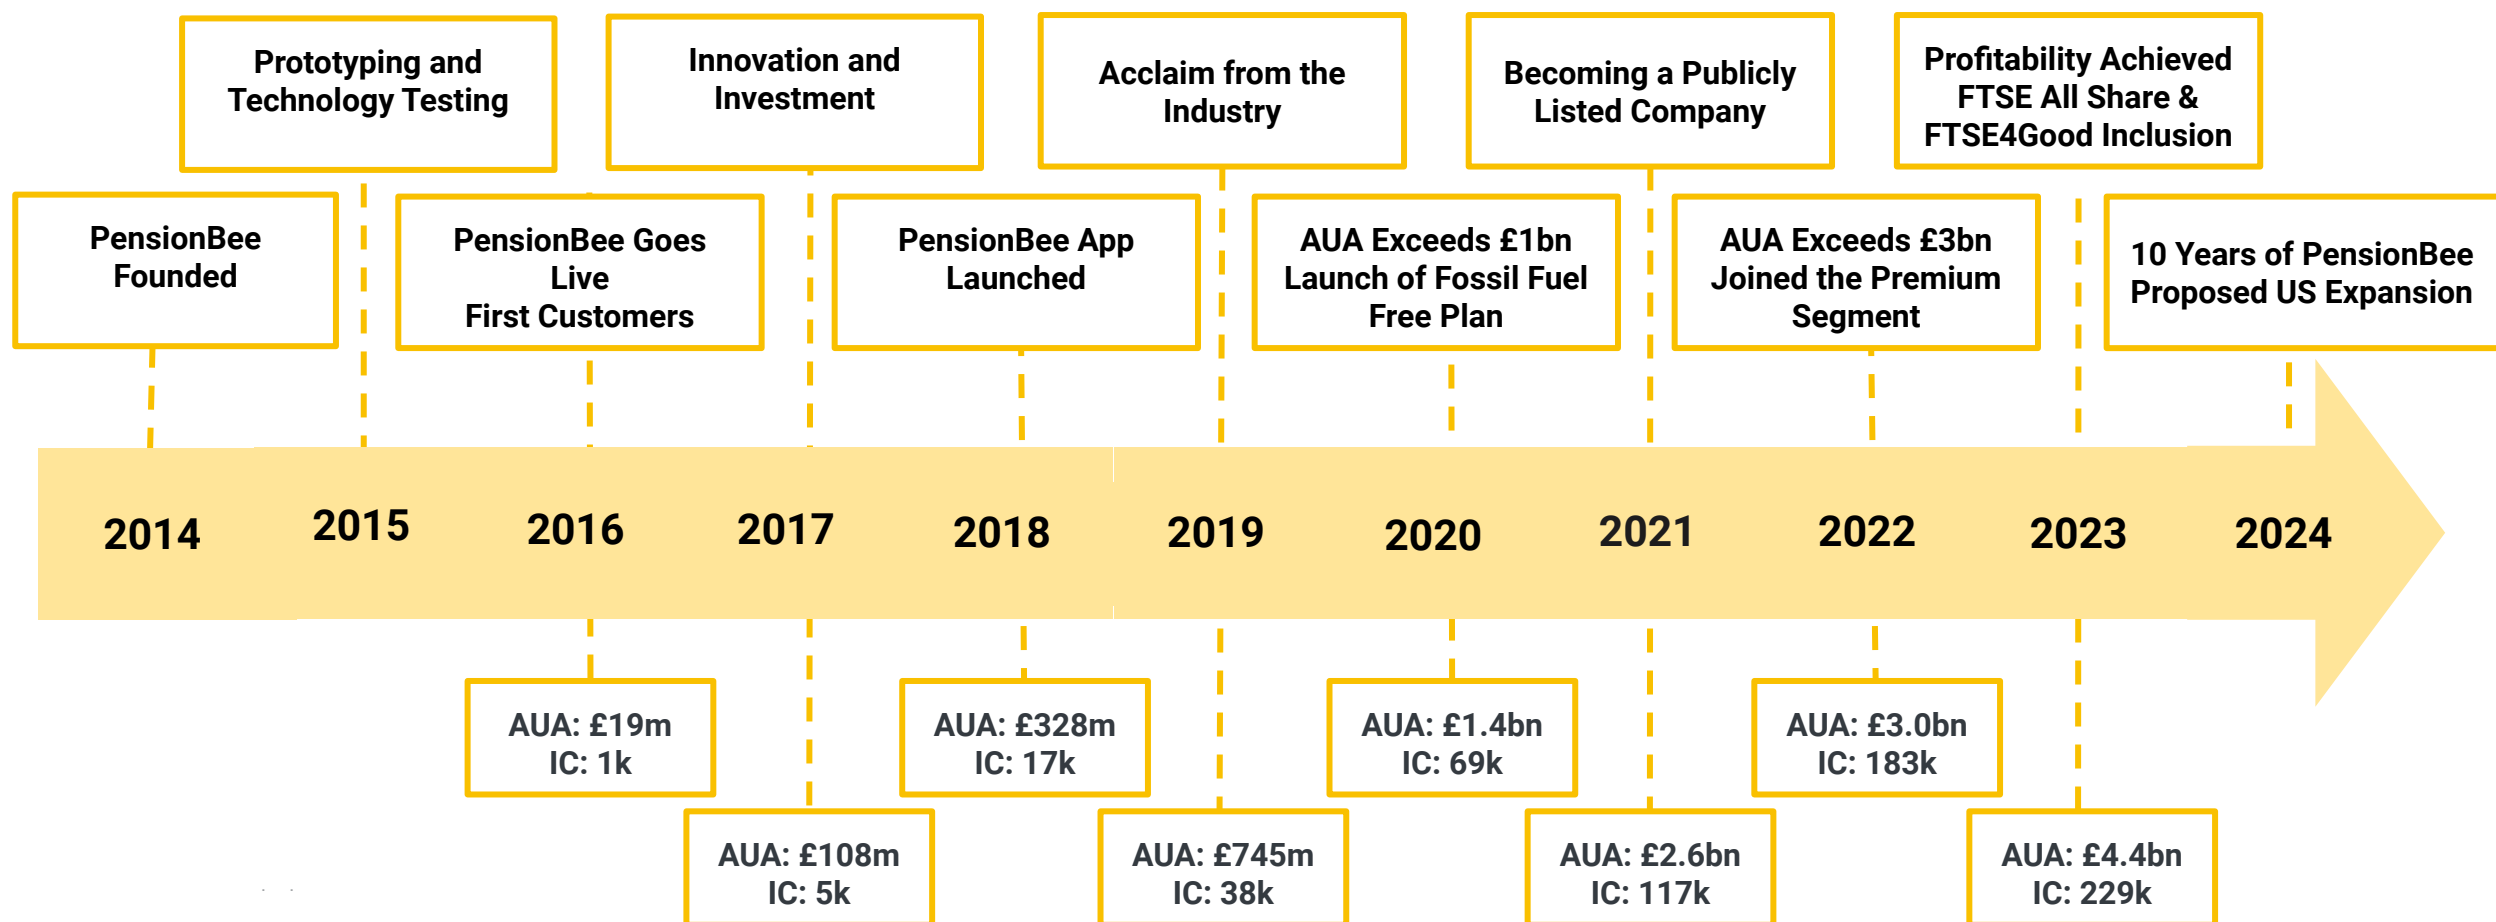 Prototyping and
Technology Testing
Innovation and
Investment
Acclaim from the
Industry
Becoming a Publicly
Listed Company
Profitability Achieved
FTSE All Share &
FTSE4Good Inclusion
PensionBee
Founded
PensionBee Goes
Live
First Customers
PensionBee App
Launched
AUA Exceeds £1bn
Launch of Fossil Fuel
Free Plan
AUA Exceeds £3bn
Joined the Premium
Segment
10 Years of PensionBee
Proposed US Expansion
2014
2015
2016
2017
2018
2019
2020
2021
2022
2023
2024
AUA: £19m
IC: 1k
AUA: £328m
IC: 17k
AUA: £1.4bn
IC: 69k
AUA: £3.0bn
IC: 183k
AUA: £108m
IC: 5k
AUA: £745m
IC: 38k
AUA: £2.6bn
IC: 117k
AUA: £4.4bn
IC: 229k